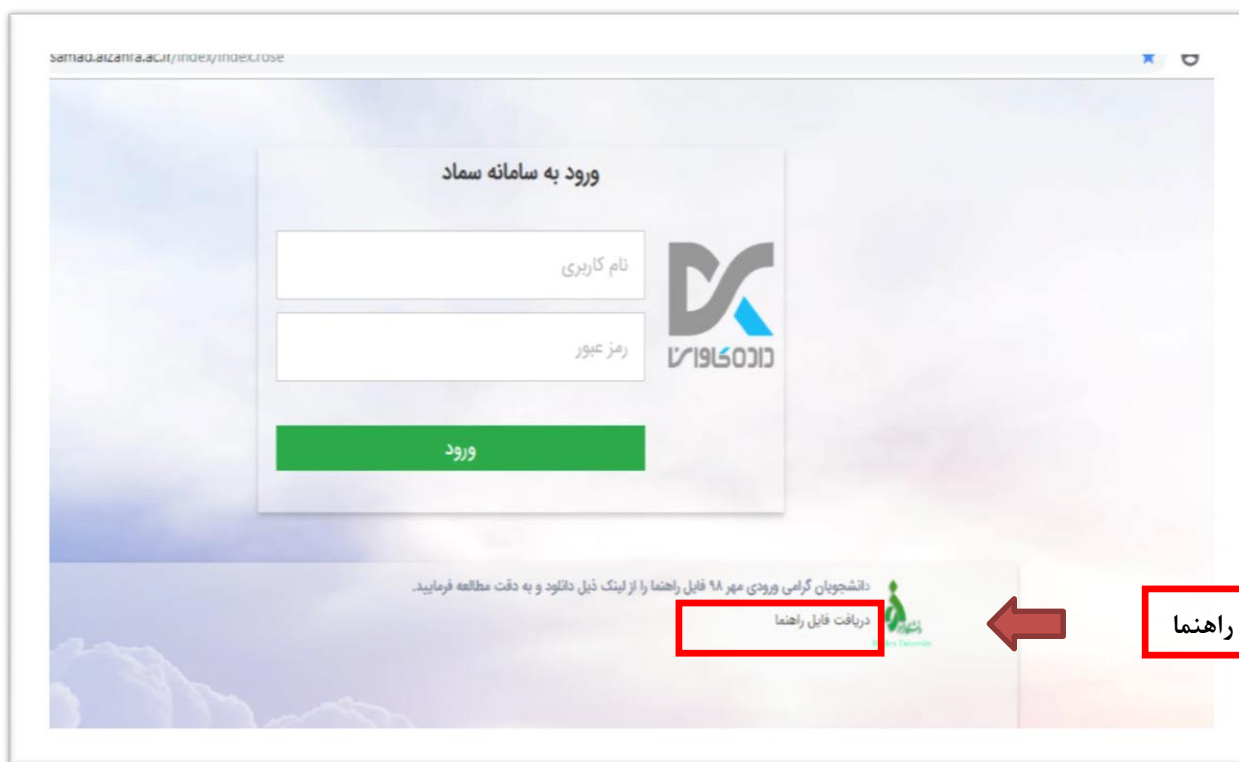 samad.alzahra.ac.ir/index/index.rose
ورود به سامانه سماد
نام کاربری
رمز عبور
داده کاوان
ورود
دانشجویان گرامی ورودی مهر ۹۸ فایل راهنما را از لینک ذیل دانلود و به دقت مطالعه فرمایید.
دریافت فایل راهنما
راهنما